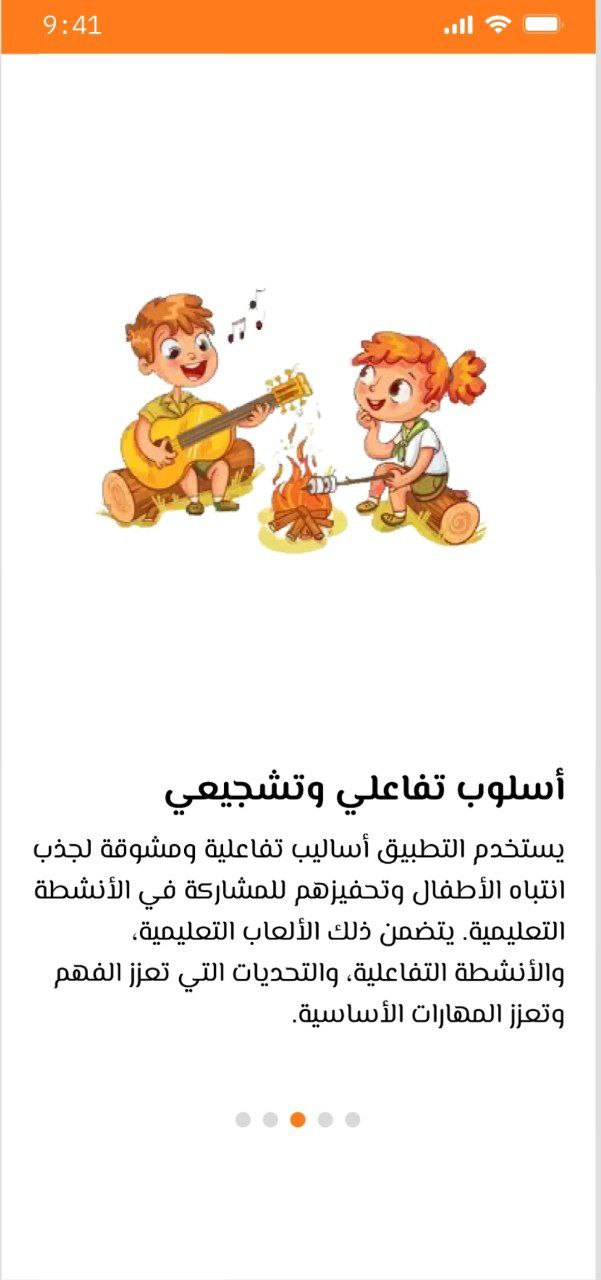 9:41
أسلوب تفاعلي وتشجيعي
يستخدم التطبيق أساليب تفاعلية ومشوقة لجذب
انتباه الأطفال وتحفيزهم للمشاركة في الأنشطة
التعليمية. يتضمن ذلك الألعاب التعليمية،
والأنشطة التفاعلية، والتحديات التي تعزز الفهم
وتعزز المهارات الأساسية.